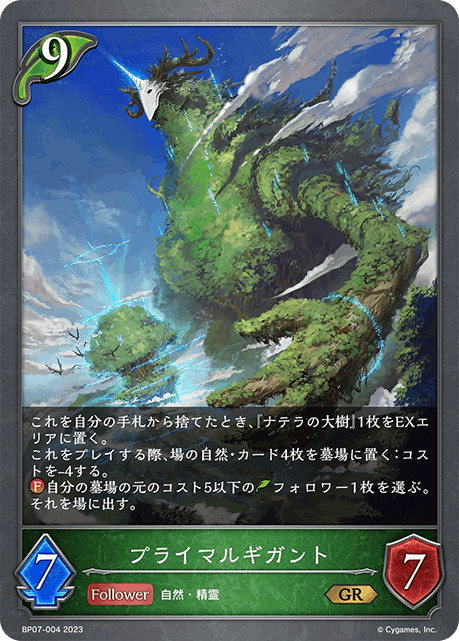 9
これを自分の手札から捨てたとき、『ナテラの大樹』1枚をEXエ
リアに置く。
これをプレイする際、場の自然・カード4枚を墓場に置く:コス
トを-4する。
F 自分の墓場の元のコスト5以下のフォロワー1枚を選ぶ。
それを場に出す。
プライマルギガント
7
Follower 自然・精霊 GR
7
BP07-004 2023 © Cygames, Inc.